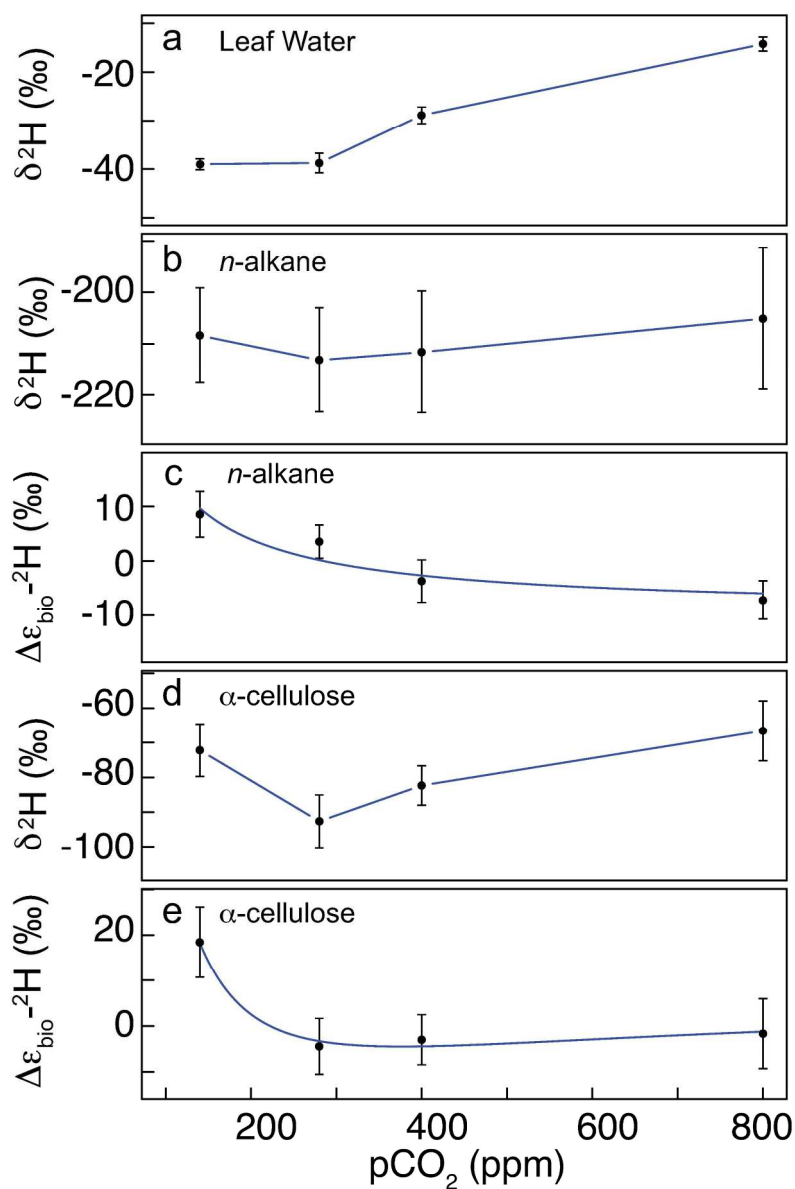 a Leaf Water
-20
-40
δ²H (‰)
b n-alkane
-200
-220
δ²H (‰)
c n-alkane
10
0
-10
Δε_bio-²H (‰)
d α-cellulose
-60
-80
-100
δ²H (‰)
e α-cellulose
20
0
Δε_bio-²H (‰)
200 400 600 800
pCO₂ (ppm)